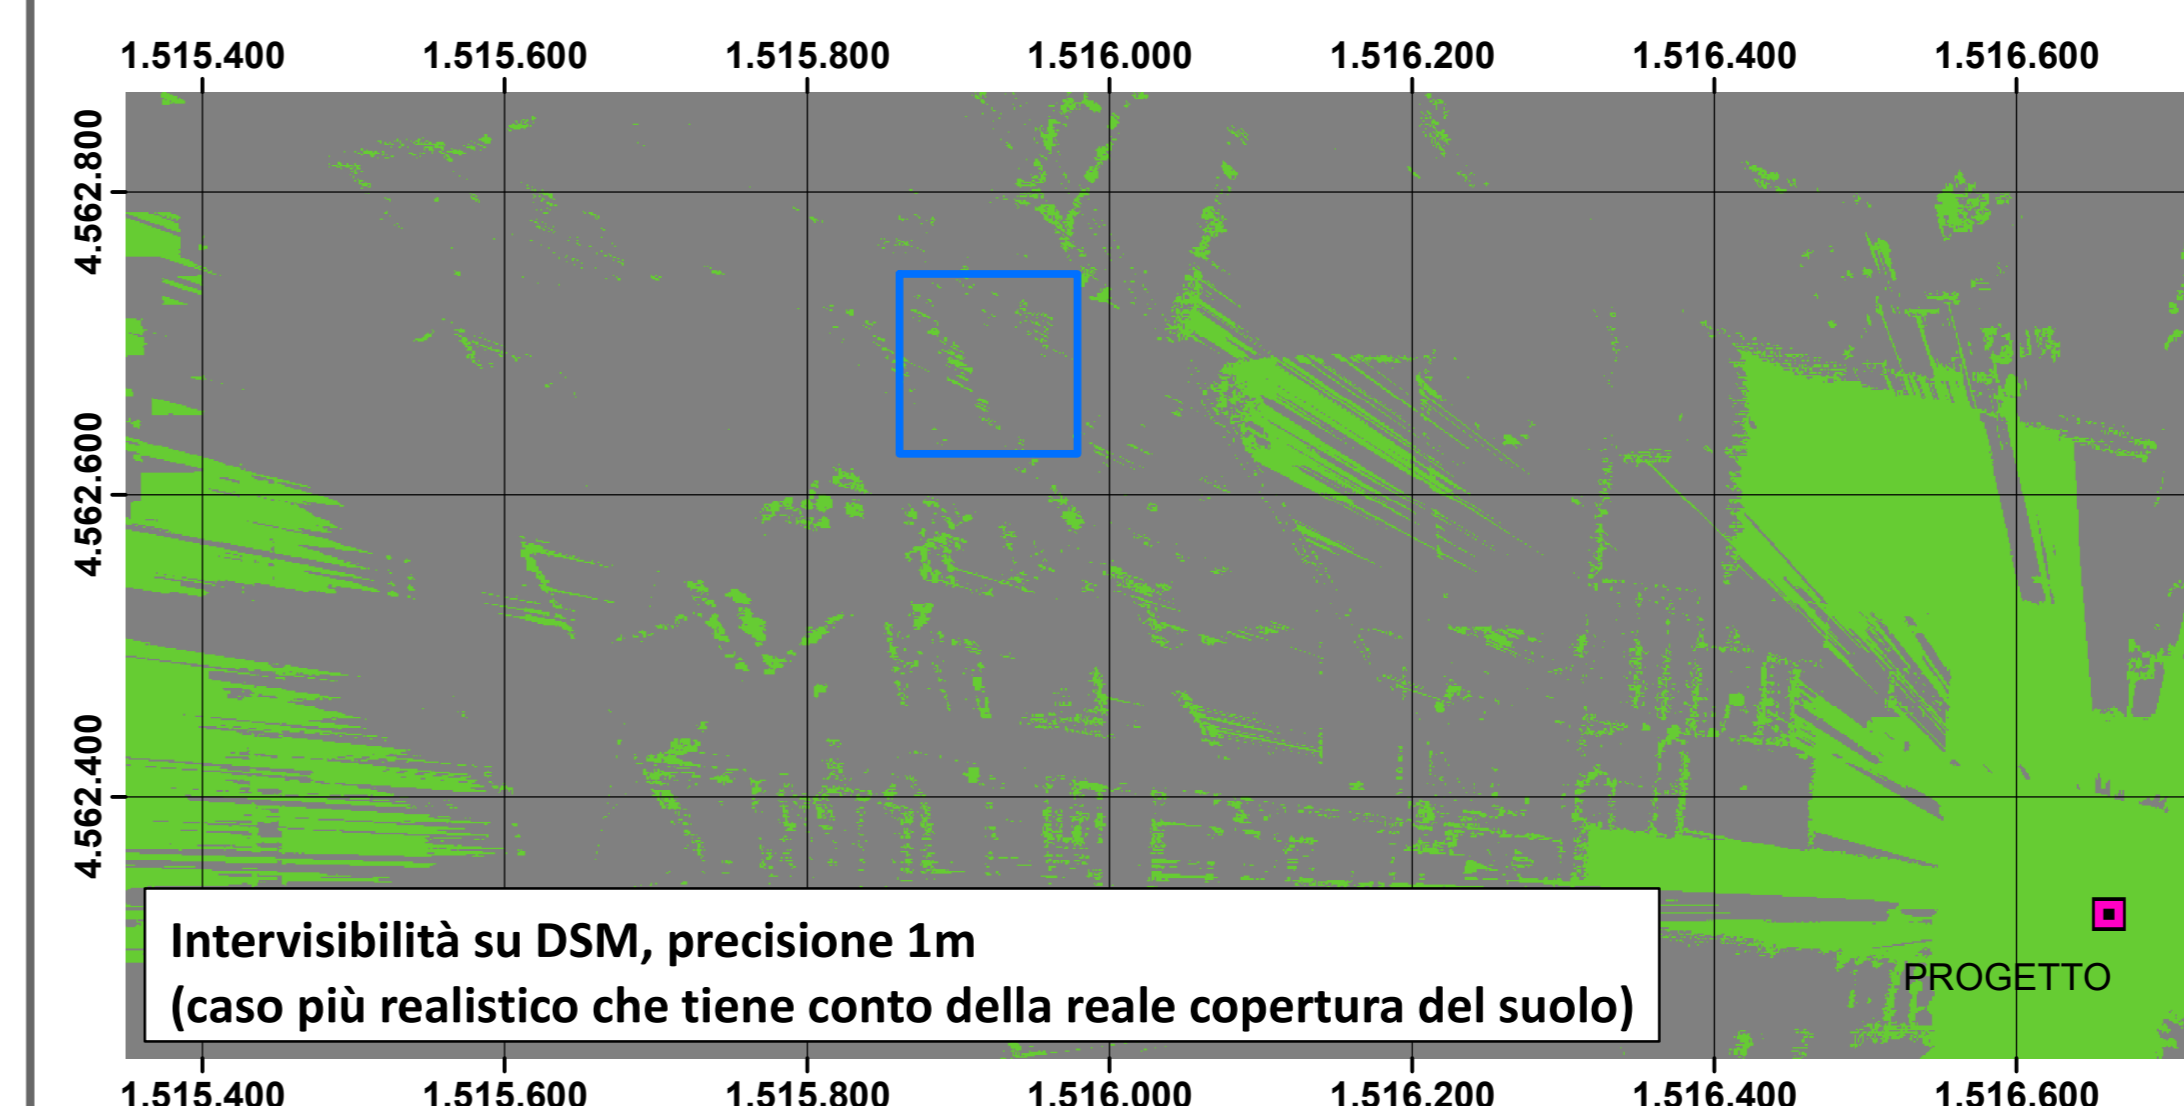 1.515.400 1.515.600 1.515.800 1.516.000 1.516.200 1.516.400 1.516.600
4.562.800
4.562.600
4.562.400
Intervisibilità su DSM, precisione 1m
(caso più realistico che tiene conto della reale copertura del suolo)
PROGETTO
1.515.400 1.515.600 1.515.800 1.516.000 1.516.200 1.516.400 1.516.600